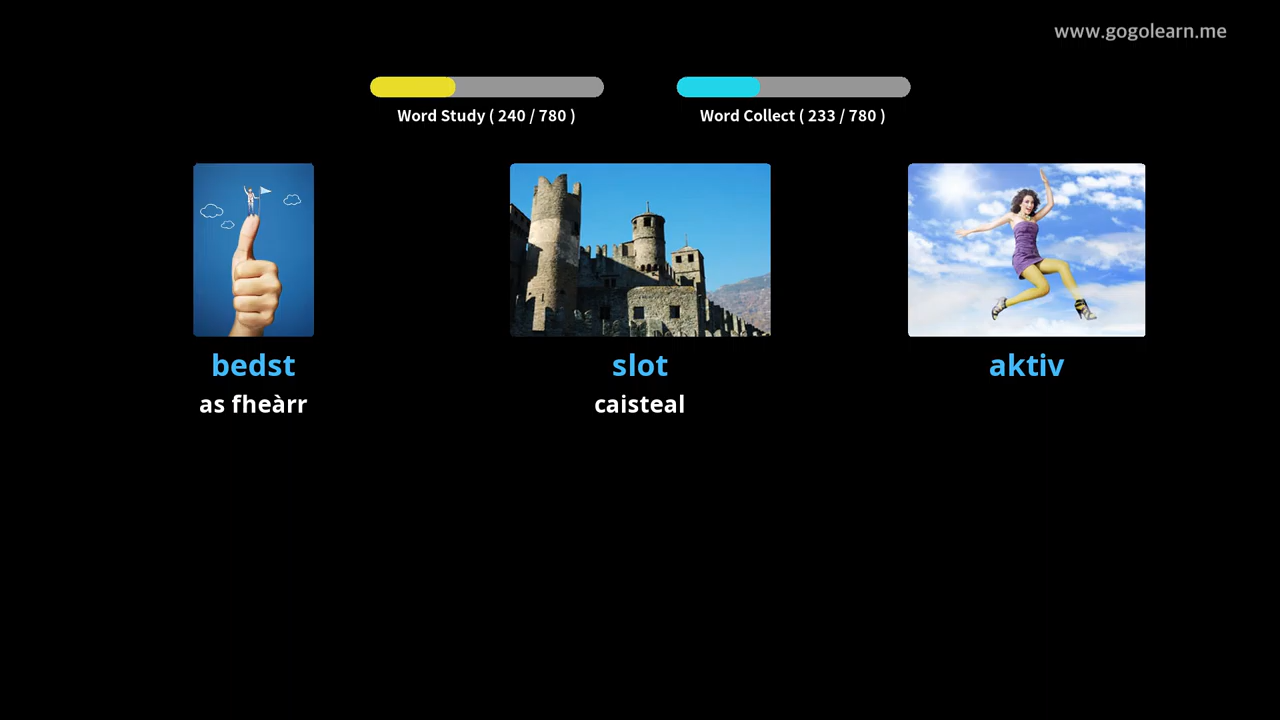 www.gogolearn.me
Word Study ( 240 / 780 )
Word Collect ( 233 / 780 )
bedst
slot
aktiv
as fheàrr
caisteal